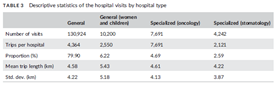 TABLE 3 Descriptive statistics of the hospital visits by hospital type
General General (women and children) Specialized (oncology) Specialized (stomatology)
Number of visits 130,924 10,200 7,691 4,242
Trips per hospital 4,364 2,550 7,691 2,121
Proportion (%) 79.90 6.22 4.69 2.59
Mean trip length (km) 4.58 5.43 4.61 4.22
Std. dev. (km) 4.22 5.18 4.13 3.87